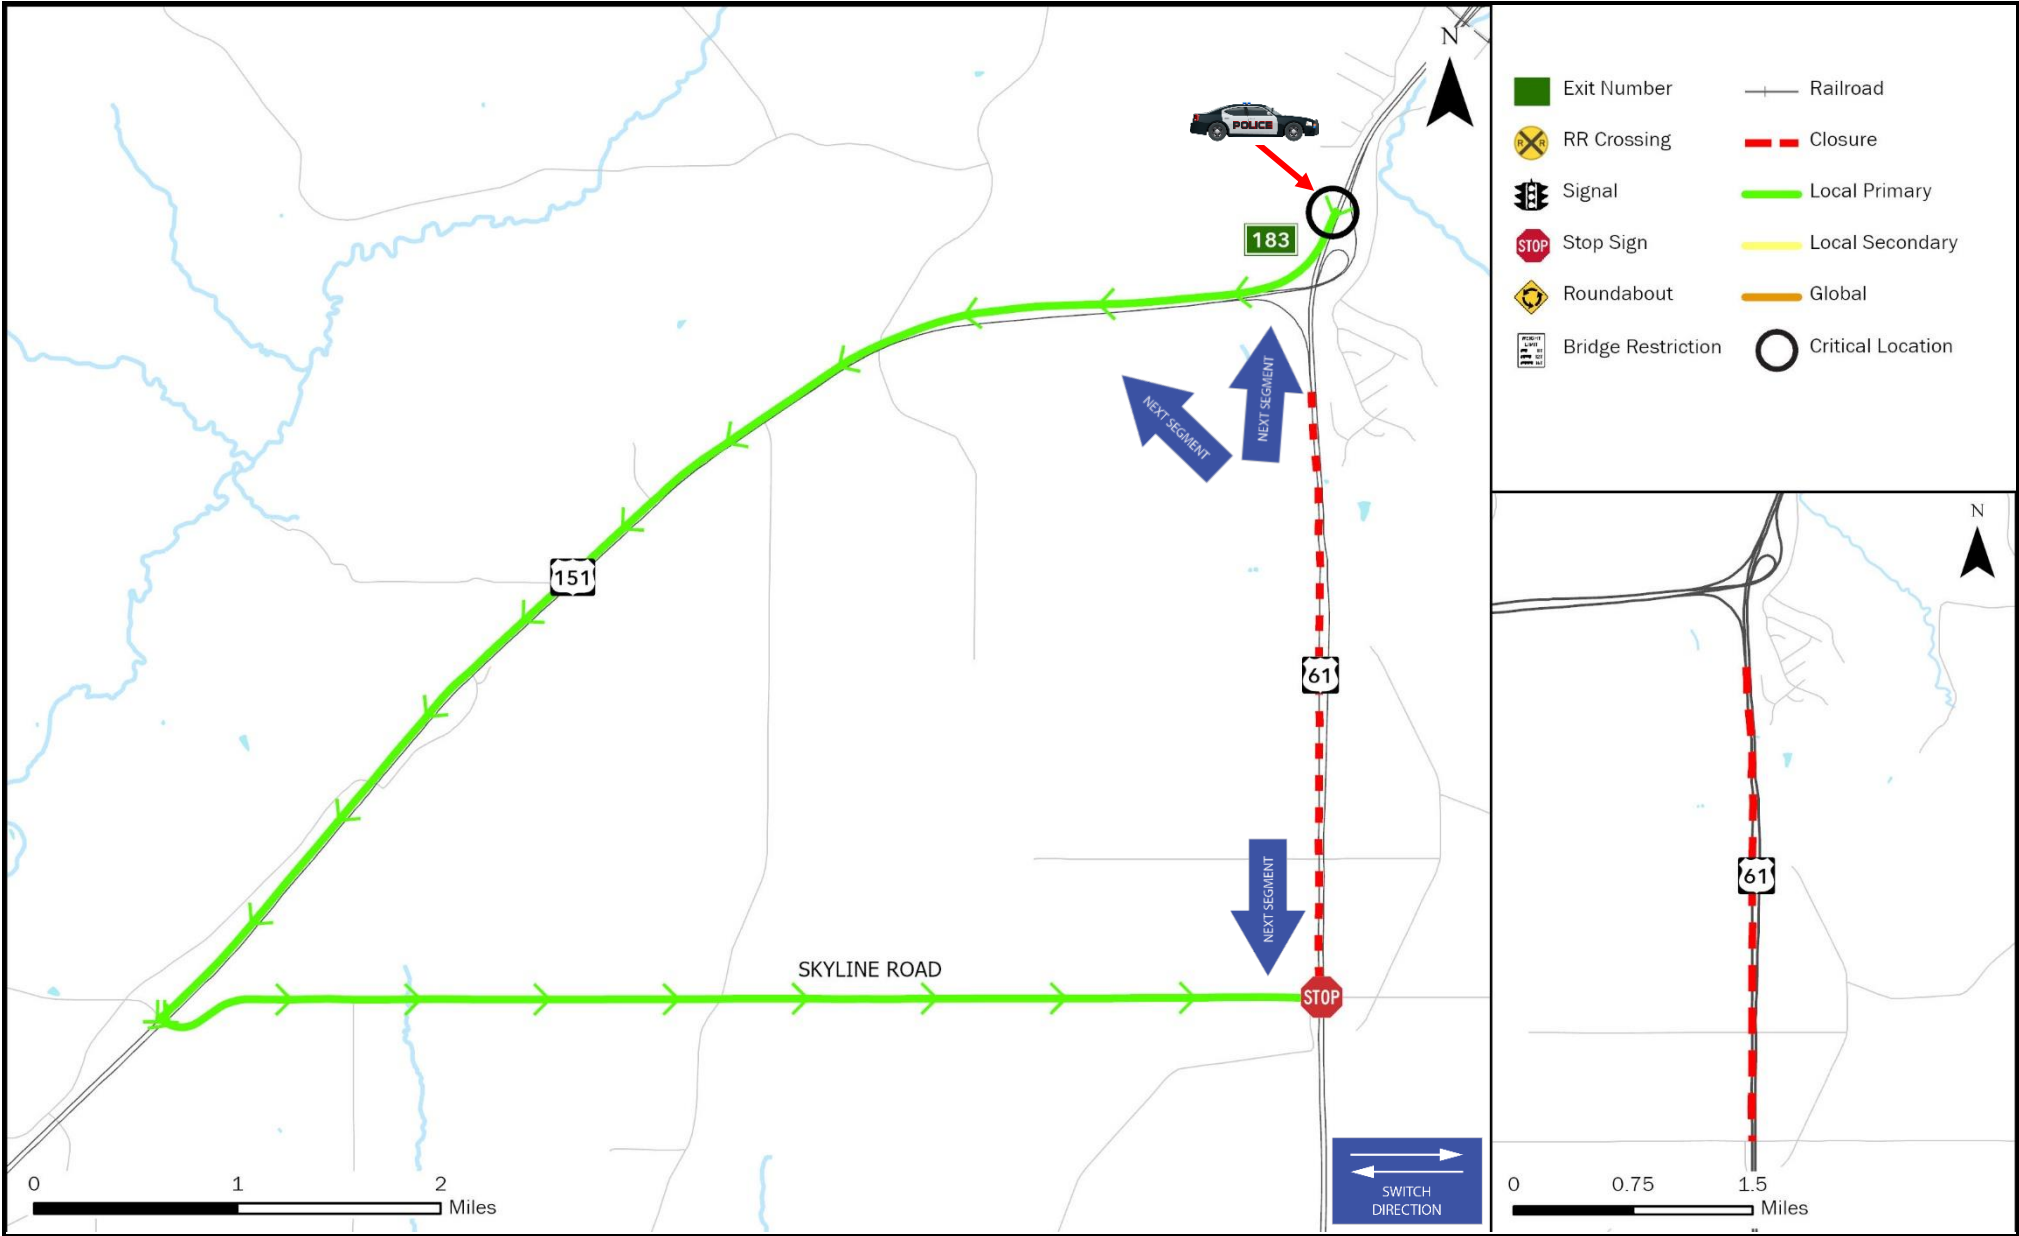 N
POLICE
183
NEXT SEGMENT
NEXT SEGMENT
151
61
NEXT SEGMENT
SKYLINE ROAD
STOP
0 1 2
Miles
SWITCH
DIRECTION
Exit Number
Railroad
R R
RR Crossing
Closure
Signal
Local Primary
STOP
Stop Sign
Local Secondary
Roundabout
Global
WEIGHT
LIMIT
Bridge Restriction
Critical Location
N
61
0 0.75 1.5
Miles